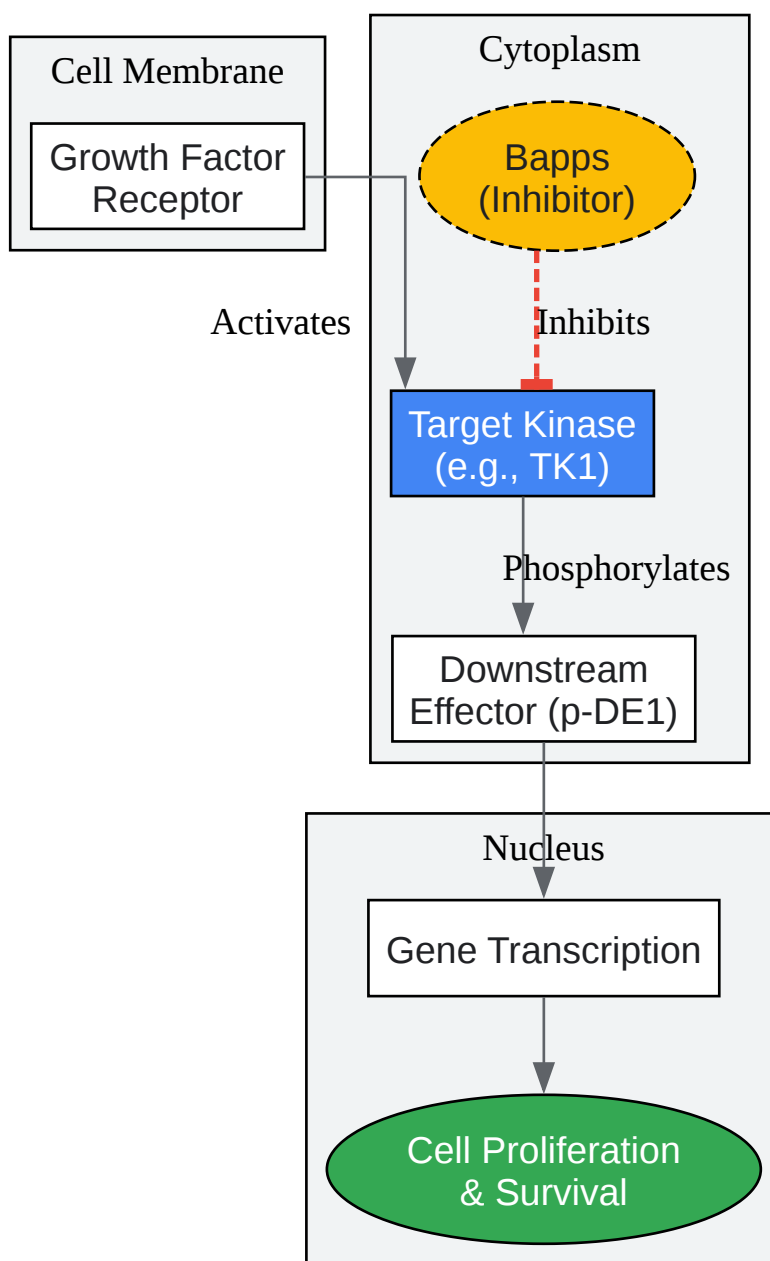 Cell Membrane
Growth Factor
Receptor
Cytoplasm
Bapps
(Inhibitor)
Activates
Inhibits
Target Kinase
(e.g., TK1)
Phosphorylates
Downstream
Effector (p-DE1)
Nucleus
Gene Transcription
Cell Proliferation
& Survival